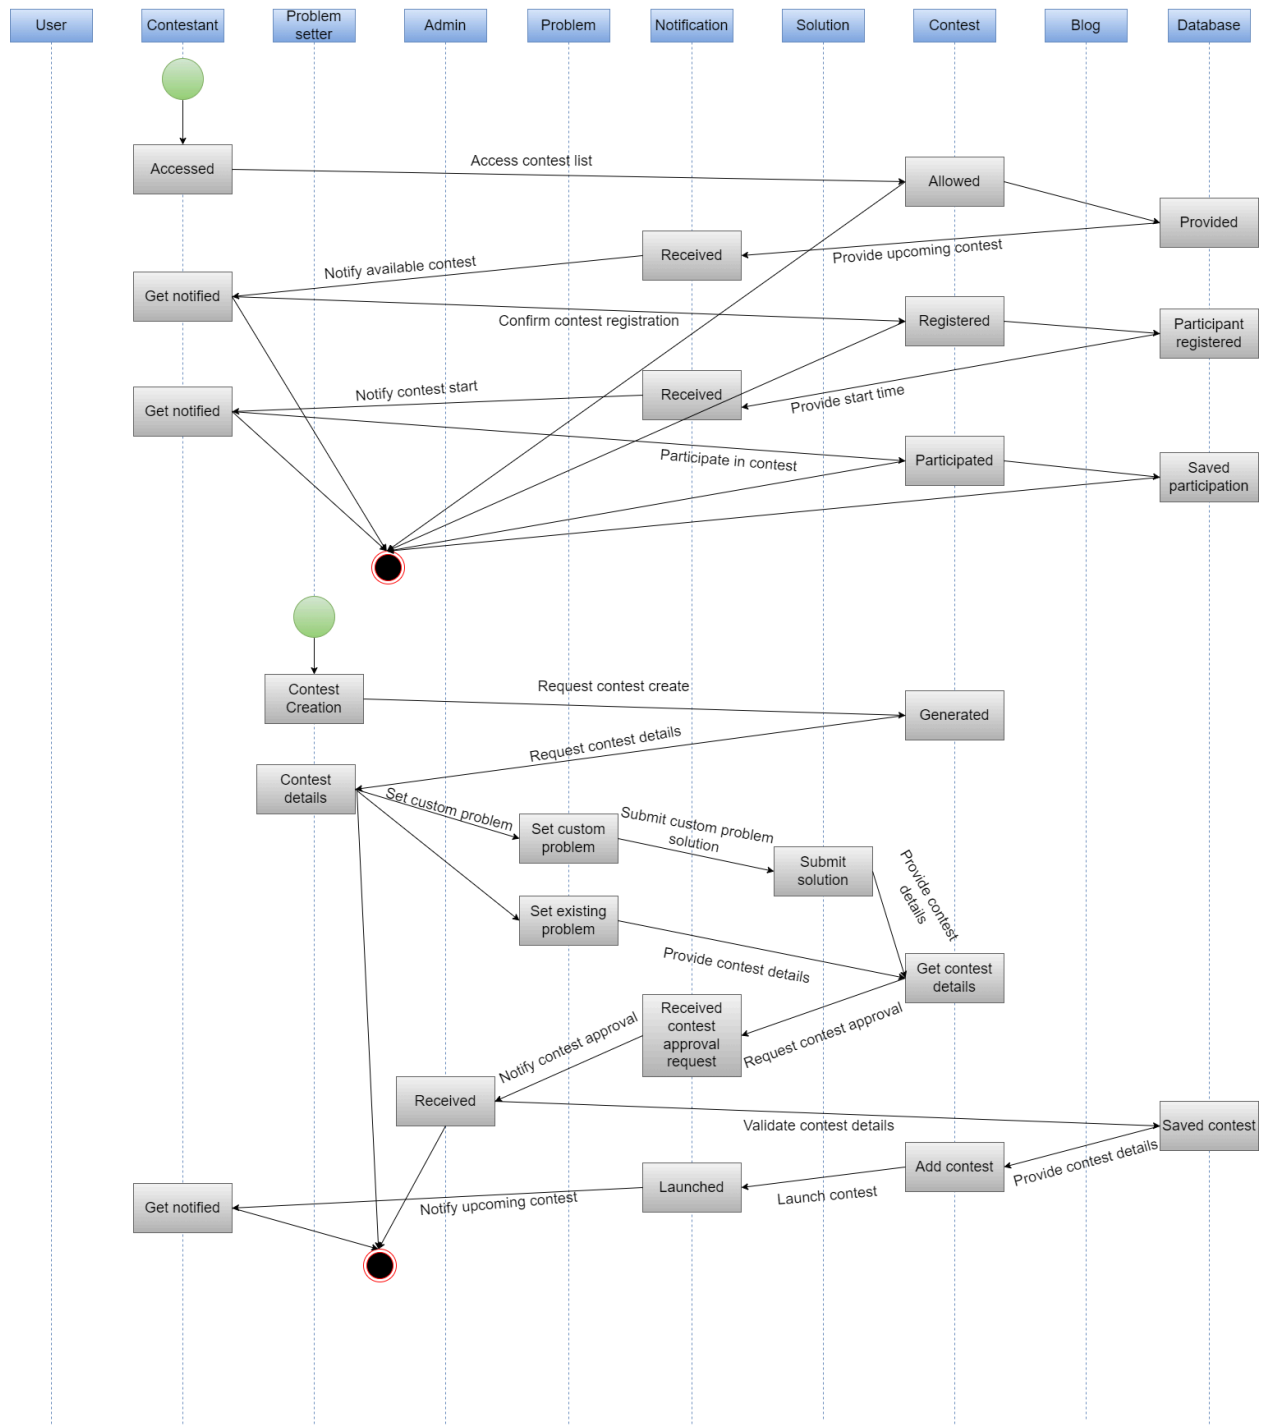 User
Contestant
Problem
setter
Admin
Problem
Notification
Solution
Contest
Blog
Database
Accessed
Access contest list
Allowed
Provided
Provide upcoming contest
Received
Notify available contest
Get notified
Confirm contest registration
Registered
Participant
registered
Provide start time
Received
Notify contest start
Get notified
Participate in contest
Participated
Saved
participation
Contest
Creation
Request contest create
Generated
Request contest details
Contest
details
Set custom problem
Set custom
problem
Submit custom problem
solution
Submit
solution
Provide contest
details
Set existing
problem
Provide contest details
Get contest
details
Request contest approval
Received
contest
approval
request
Notify contest approval
Received
Validate contest details
Saved contest
Provide contest details
Add contest
Launch contest
Launched
Notify upcoming contest
Get notified